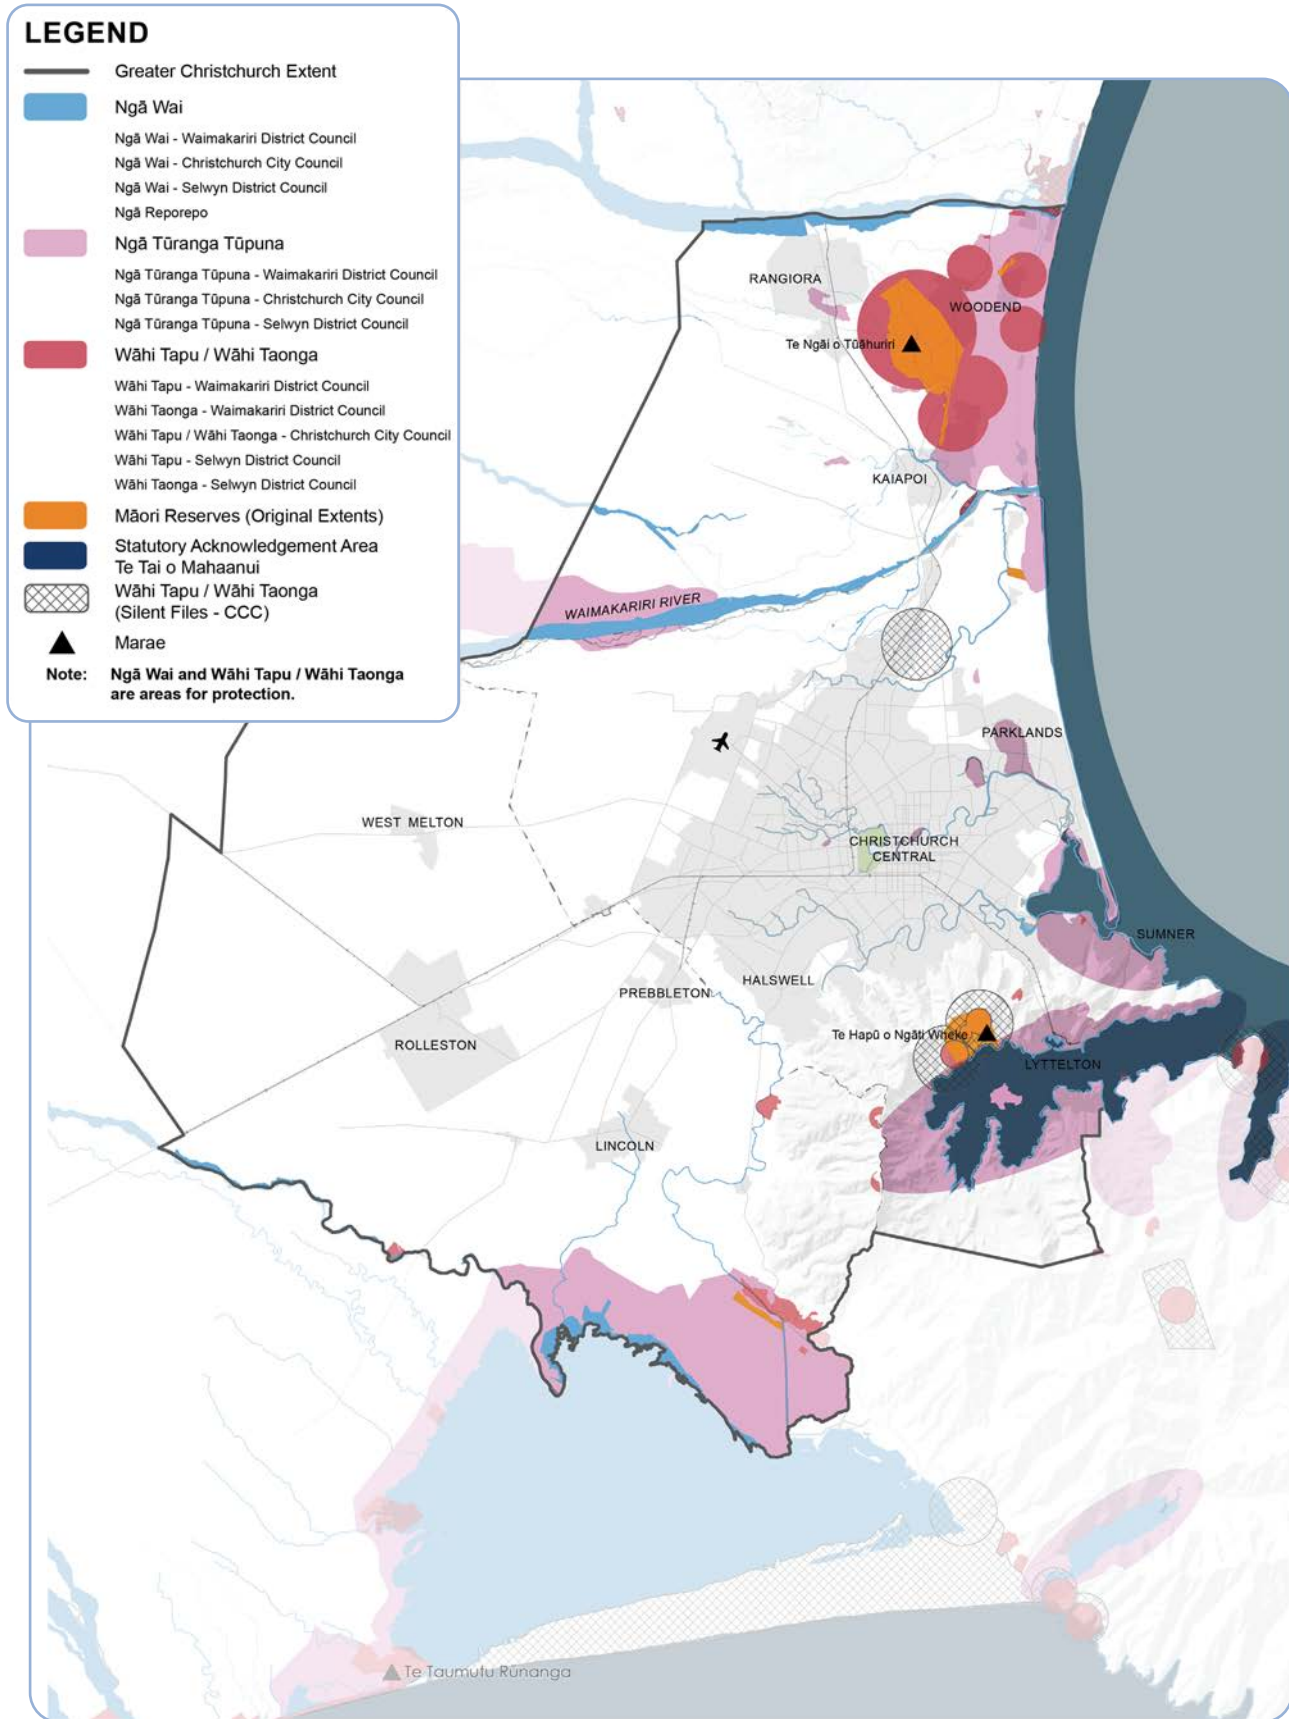 LEGEND
Greater Christchurch Extent
Ngā Wai
Ngā Wai - Waimakariri District Council
Ngā Wai - Christchurch City Council
Ngā Wai - Selwyn District Council
Ngā Reporepo
Ngā Tūranga Tūpuna
Ngā Tūranga Tūpuna - Waimakariri District Council
Ngā Tūranga Tūpuna - Christchurch City Council
Ngā Tūranga Tūpuna - Selwyn District Council
Wāhi Tapu / Wāhi Taonga
Wāhi Tapu - Waimakariri District Council
Wāhi Taonga - Waimakariri District Council
Wāhi Tapu / Wāhi Taonga - Christchurch City Council
Wāhi Tapu - Selwyn District Council
Wāhi Taonga - Selwyn District Council
Māori Reserves (Original Extents)
Statutory Acknowledgement Area
Te Tai o Mahaanui
Wāhi Tapu / Wāhi Taonga
(Silent Files - CCC)
Marae
Note: Ngā Wai and Wāhi Tapu / Wāhi Taonga
are areas for protection.
RANGIORA
WOODEND
Te Ngāi o Tūāhuriri
KAIAPOI
WAIMAKARIRI RIVER
PARKLANDS
WEST MELTON
CHRISTCHURCH
CENTRAL
SUMNER
HALSWELL
PREBBLETON
Te Hapū o Ngāti Wheke
ROLLESTON
LYTTELTON
LINCOLN
Te Taumutu Rūnanga